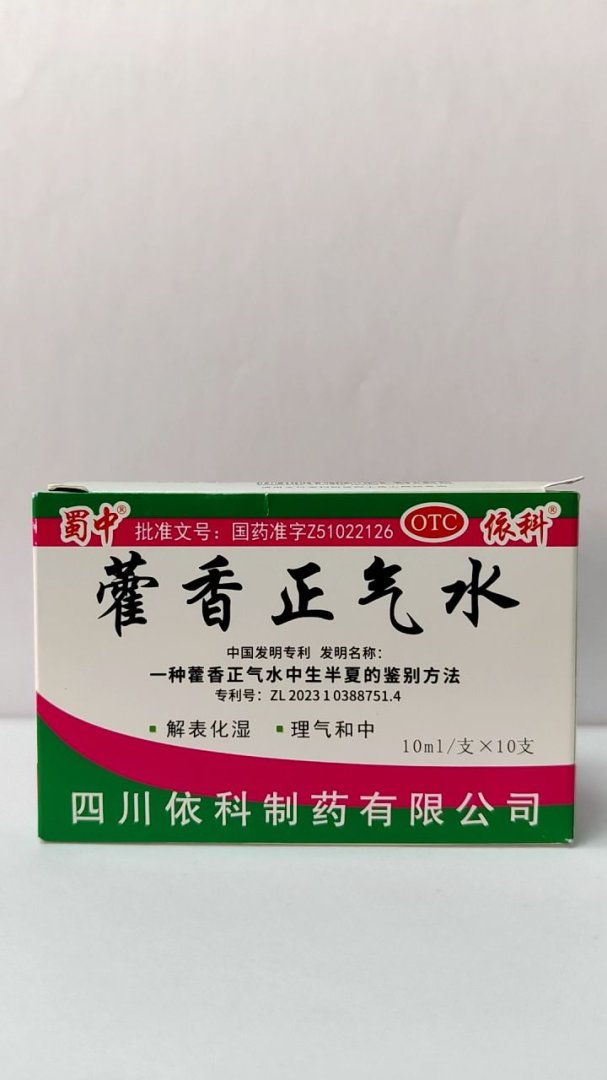 蜀中® 批准文号：国药准字Z51022126 OTC 依科®
藿香正气水
中国发明专利 发明名称：
一种藿香正气水中生半夏的鉴别方法
专利号：ZL 2023 1 0388751.4
▪ 解表化湿 ▪ 理气和中
10ml/支×10支
四川依科制药有限公司